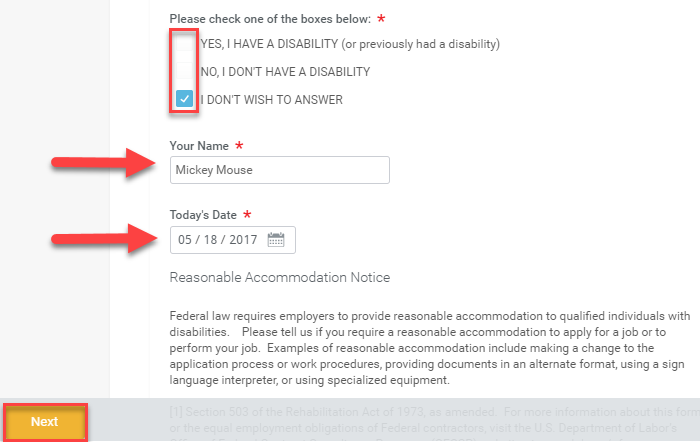 Please check one of the boxes below: *
YES, I HAVE A DISABILITY (or previously had a disability)
NO, I DON'T HAVE A DISABILITY
I DON'T WISH TO ANSWER
Your Name *
Mickey Mouse
Today's Date *
05 / 18 / 2017
Reasonable Accommodation Notice
Federal law requires employers to provide reasonable accommodation to qualified individuals with
disabilities. Please tell us if you require a reasonable accommodation to apply for a job or to
perform your job. Examples of reasonable accommodation include making a change to the
application process or work procedures, providing documents in an alternate format, using a sign
language interpreter, or using specialized equipment.
[1] Section 503 of the Rehabilitation Act of 1973, as amended. For more information about this form
or the equal employment obligations of Federal contractors, visit the U.S. Department of Labor's
Next